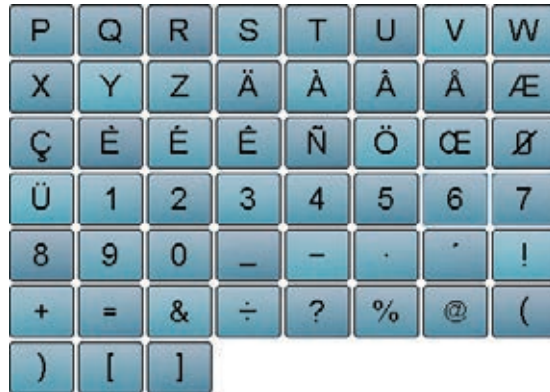 P Q R S T U V W
X Y Z Ä À Â Å Æ
Ç È É Ê Ñ Ö Œ Ø
Ü 1 2 3 4 5 6 7
8 9 0 _ – · ´ !
+ = & ÷ ? % @ (
) [ ]